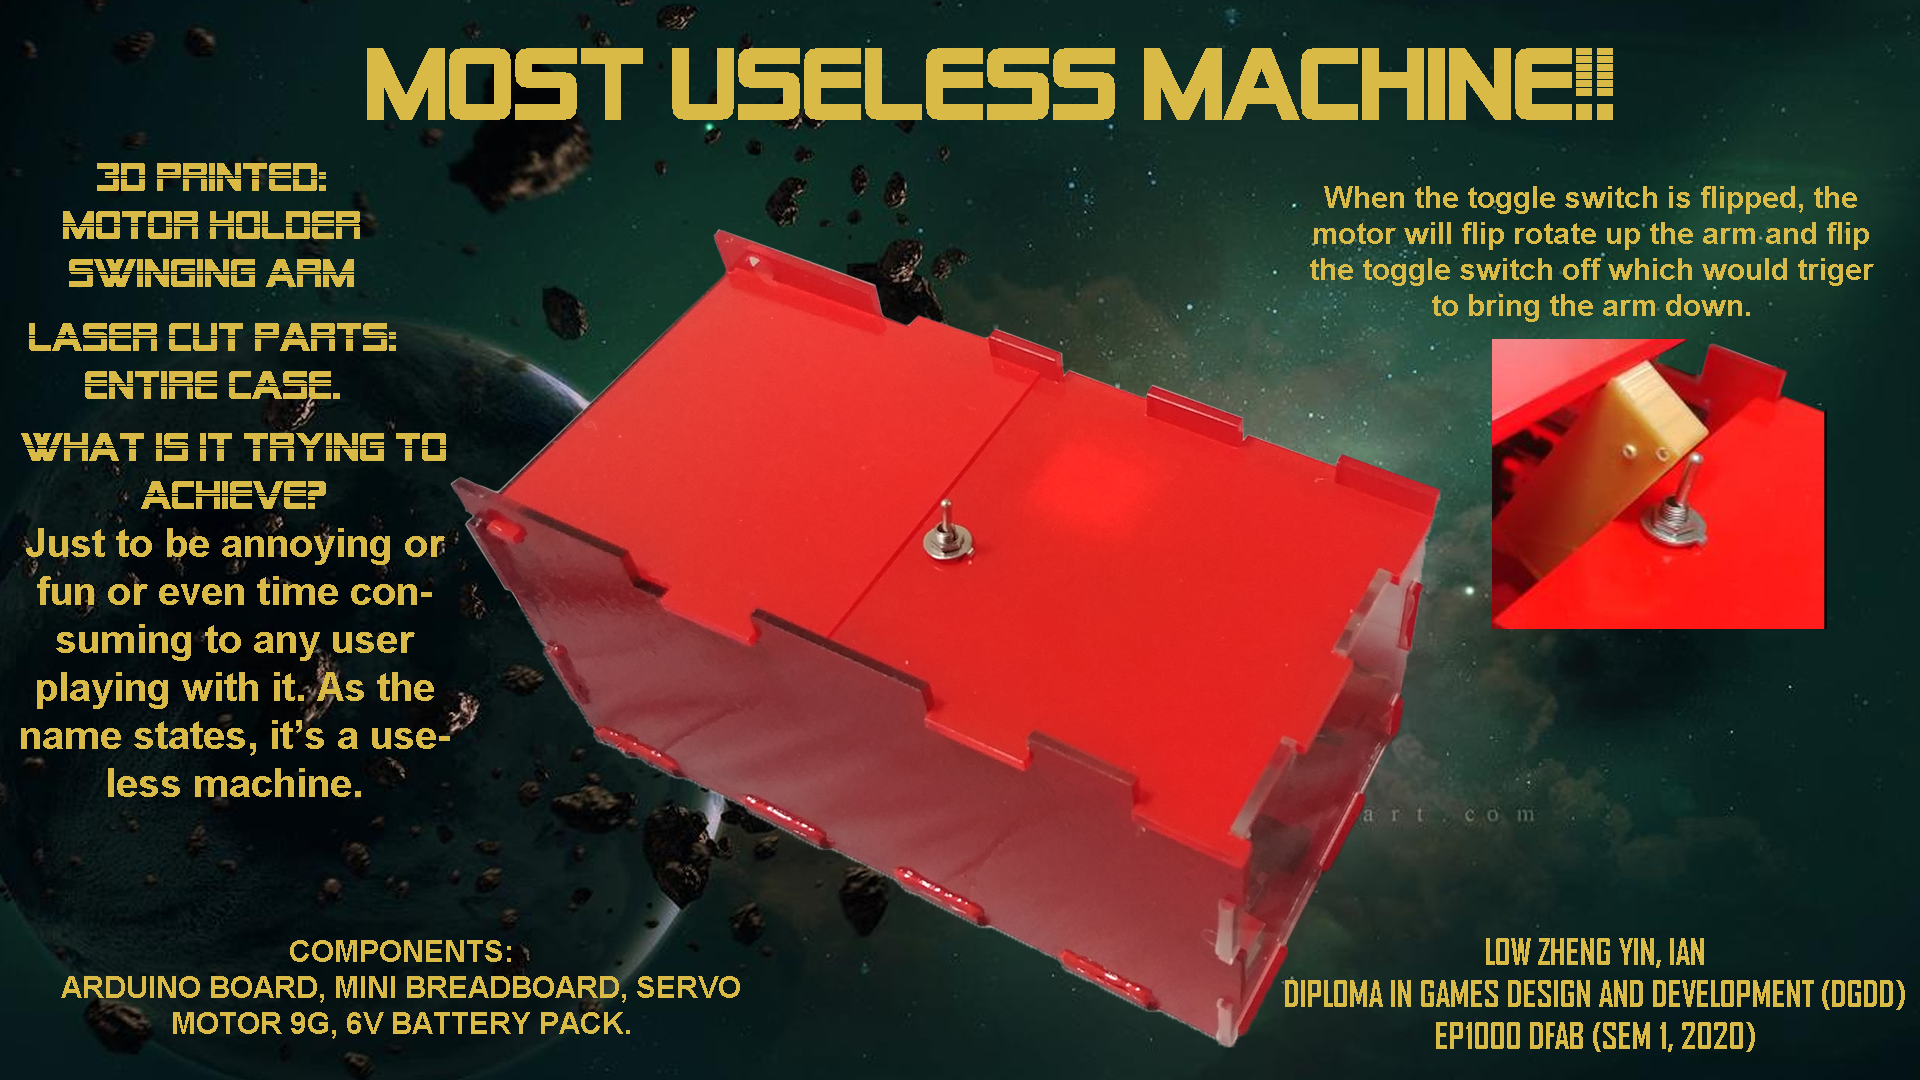 MOST USELESS MACHINE!!
3D PRINTED:
MOTOR HOLDER
SWINGING ARM
LASER CUT PARTS:
ENTIRE CASE.
WHAT IS IT TRYING TO
ACHIEVE?
Just to be annoying or
fun or even time con-
suming to any user
playing with it. As the
name states, it's a use-
less machine.
When the toggle switch is flipped, the
motor will flip rotate up the arm and flip
the toggle switch off which would triger
to bring the arm down.
art.com
COMPONENTS:
ARDUINO BOARD, MINI BREADBOARD, SERVO
MOTOR 9G, 6V BATTERY PACK.
LOW ZHENG YIN, IAN
DIPLOMA IN GAMES DESIGN AND DEVELOPMENT (DGDD)
EP1000 DFAB (SEM 1, 2020)